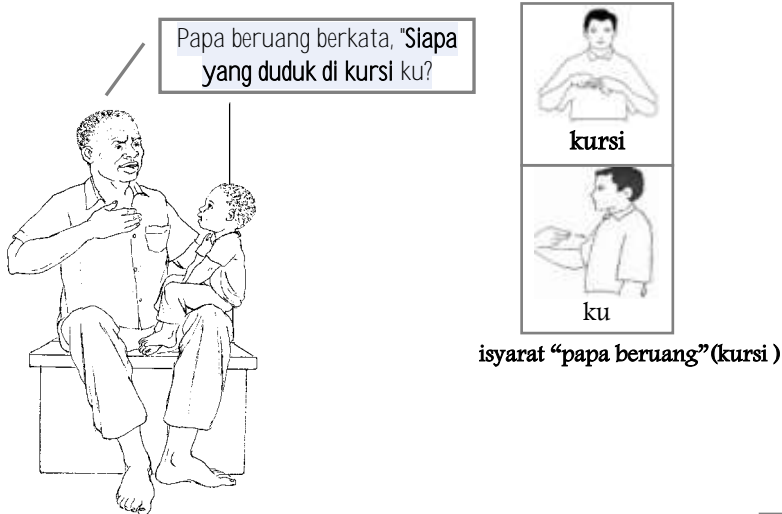 Papa beruang berkata, "Siapa
yang duduk di kursi ku?
kursi
ku
isyarat “papa beruang”(kursi )